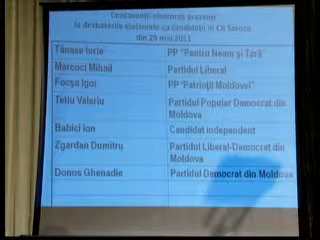 Concurenții electorali prezenți
la dezbaterile electorale cu candidații în CR Soroca
din 29 mai 2011
Tănase Iurie PP "Pentru Neam și Țară"
Marcoci Mihail Partidul Liberal
Focșa Igor PP "Patrioții Moldovei"
Țeliu Valeriu Partidul Popular Democrat din
Moldova
Babici Ion Candidat independent
Zgardan Dumitru Partidul Liberal-Democrat din
Moldova
Donos Ghenadie Partidul Democrat din Moldova